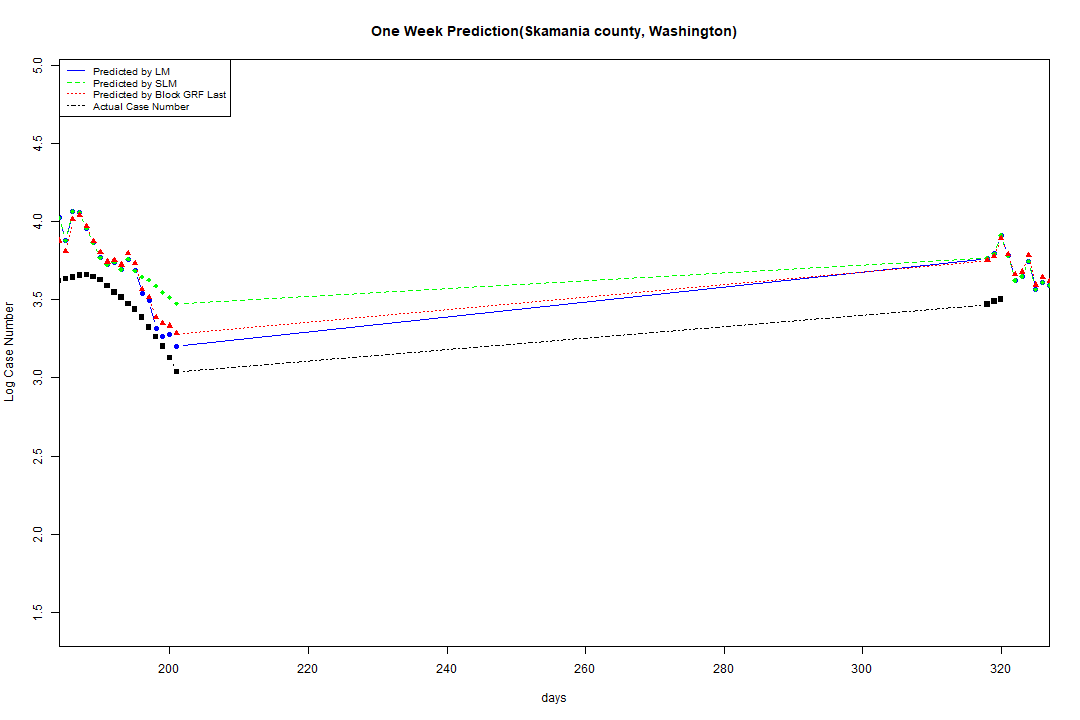 One Week Prediction(Skamania county, Washington)
Predicted by LM
Predicted by SLM
Predicted by Block GRF Last
Actual Case Number
5.0
4.5
4.0
3.5
3.0
2.5
2.0
1.5
Log Case Number
200
220
240
260
280
300
320
days